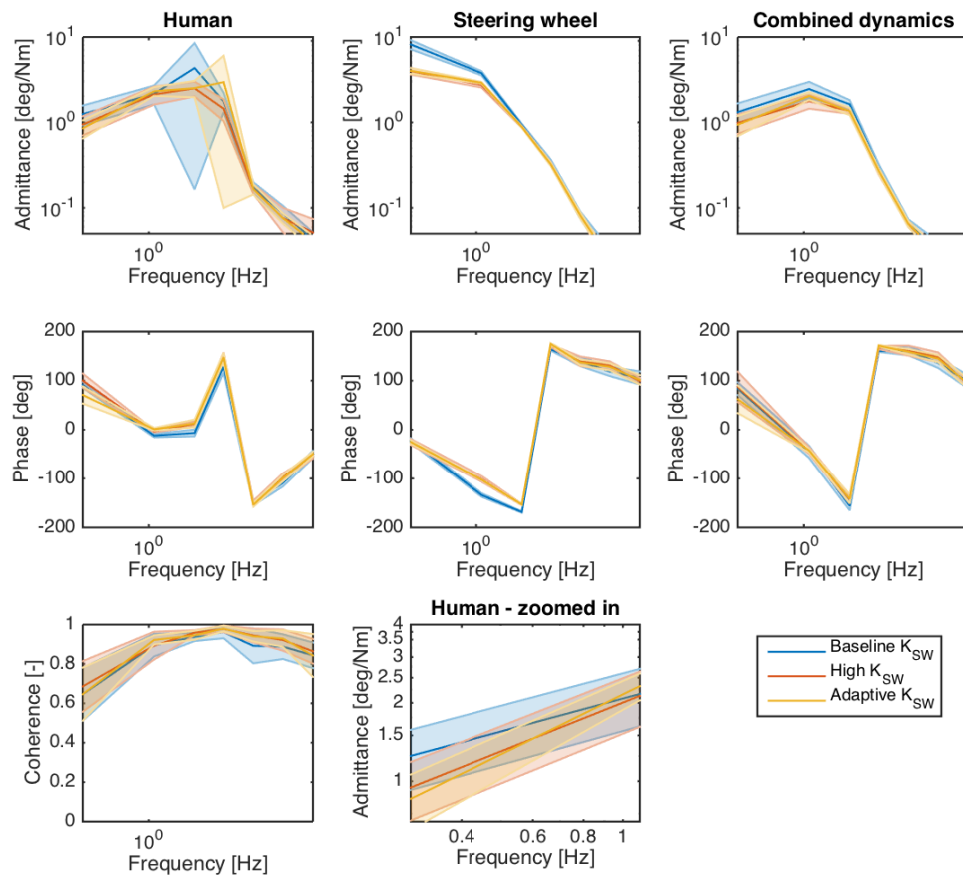 Human
Steering wheel
Combined dynamics
Admittance [deg/Nm]
10^1
10^0
10^-1
10^0
Frequency [Hz]
Admittance [deg/Nm]
10^1
10^0
10^-1
10^0
Frequency [Hz]
Admittance [deg/Nm]
10^1
10^0
10^-1
10^0
Frequency [Hz]
Phase [deg]
200
100
0
-100
-200
10^0
Frequency [Hz]
Phase [deg]
200
100
0
-100
-200
10^0
Frequency [Hz]
Phase [deg]
200
100
0
-100
-200
10^0
Frequency [Hz]
Coherence [-]
1
0.8
0.6
0.4
0.2
0
10^0
Frequency [Hz]
Human - zoomed in
Admittance [deg/Nm]
4
3.5
3
2.5
2
1.5
1
0.4
0.6
0.8
1
Frequency [Hz]
Baseline K_SW
High K_SW
Adaptive K_SW